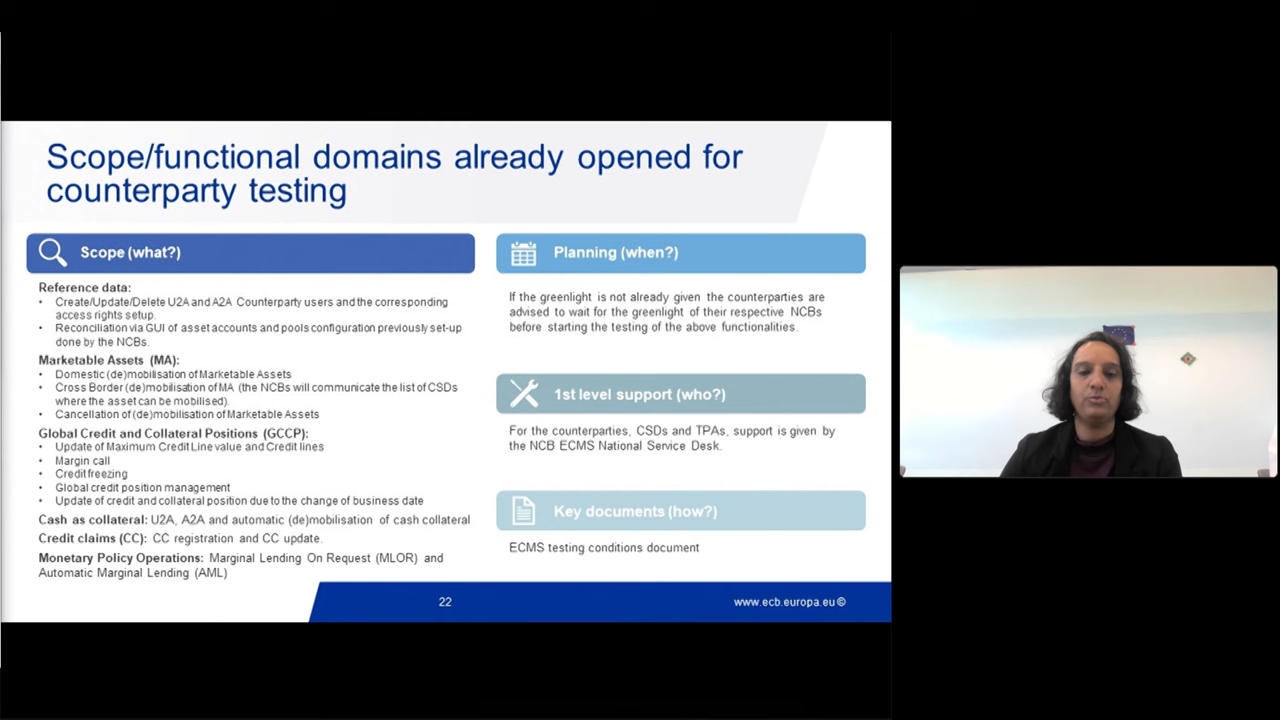 Scope/functional domains already opened for
counterparty testing
Scope (what?)
Reference data:
• Create/Update/Delete U2A and A2A Counterparty users and the corresponding
access rights setup.
• Reconciliation via GUI of asset accounts and pools configuration previously set-up
done by the NCBs.
Marketable Assets (MA):
• Domestic (de)mobilisation of Marketable Assets
• Cross Border (de)mobilisation of MA (the NCBs will communicate the list of CSDs
where the asset can be mobilised).
• Cancellation of (de)mobilisation of Marketable Assets
Global Credit and Collateral Positions (GCCP):
• Update of Maximum Credit Line value and Credit lines
• Margin call
• Credit freezing
• Global credit position management
• Update of credit and collateral position due to the change of business date
Cash as collateral: U2A, A2A and automatic (de)mobilisation of cash collateral
Credit claims (CC): CC registration and CC update.
Monetary Policy Operations: Marginal Lending On Request (MLOR) and
Automatic Marginal Lending (AML)
Planning (when?)
If the greenlight is not already given the counterparties are
advised to wait for the greenlight of their respective NCBs
before starting the testing of the above functionalities.
1st level support (who?)
For the counterparties, CSDs and TPAs, support is given by
the NCB ECMS National Service Desk.
Key documents (how?)
ECMS testing conditions document
22
www.ecb.europa.eu ©